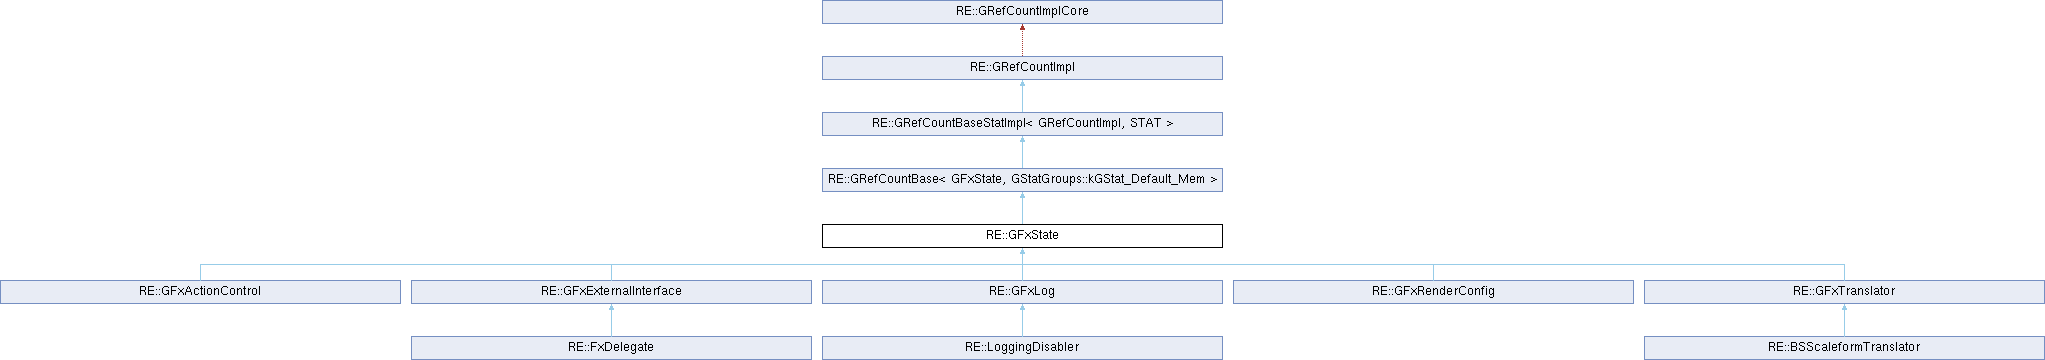 RE::GRefCountImplCore
RE::GRefCountImpl
RE::GRefCountBaseStatImpl< GRefCountImpl, STAT >
RE::GRefCountBase< GFxState, GStatGroups::kGStat_Default_Mem >
RE::GFxState
RE::GFxActionControl
RE::GFxExternalInterface
RE::GFxLog
RE::GFxRenderConfig
RE::GFxTranslator
RE::FxDelegate
RE::LoggingDisabler
RE::BSScaleformTranslator